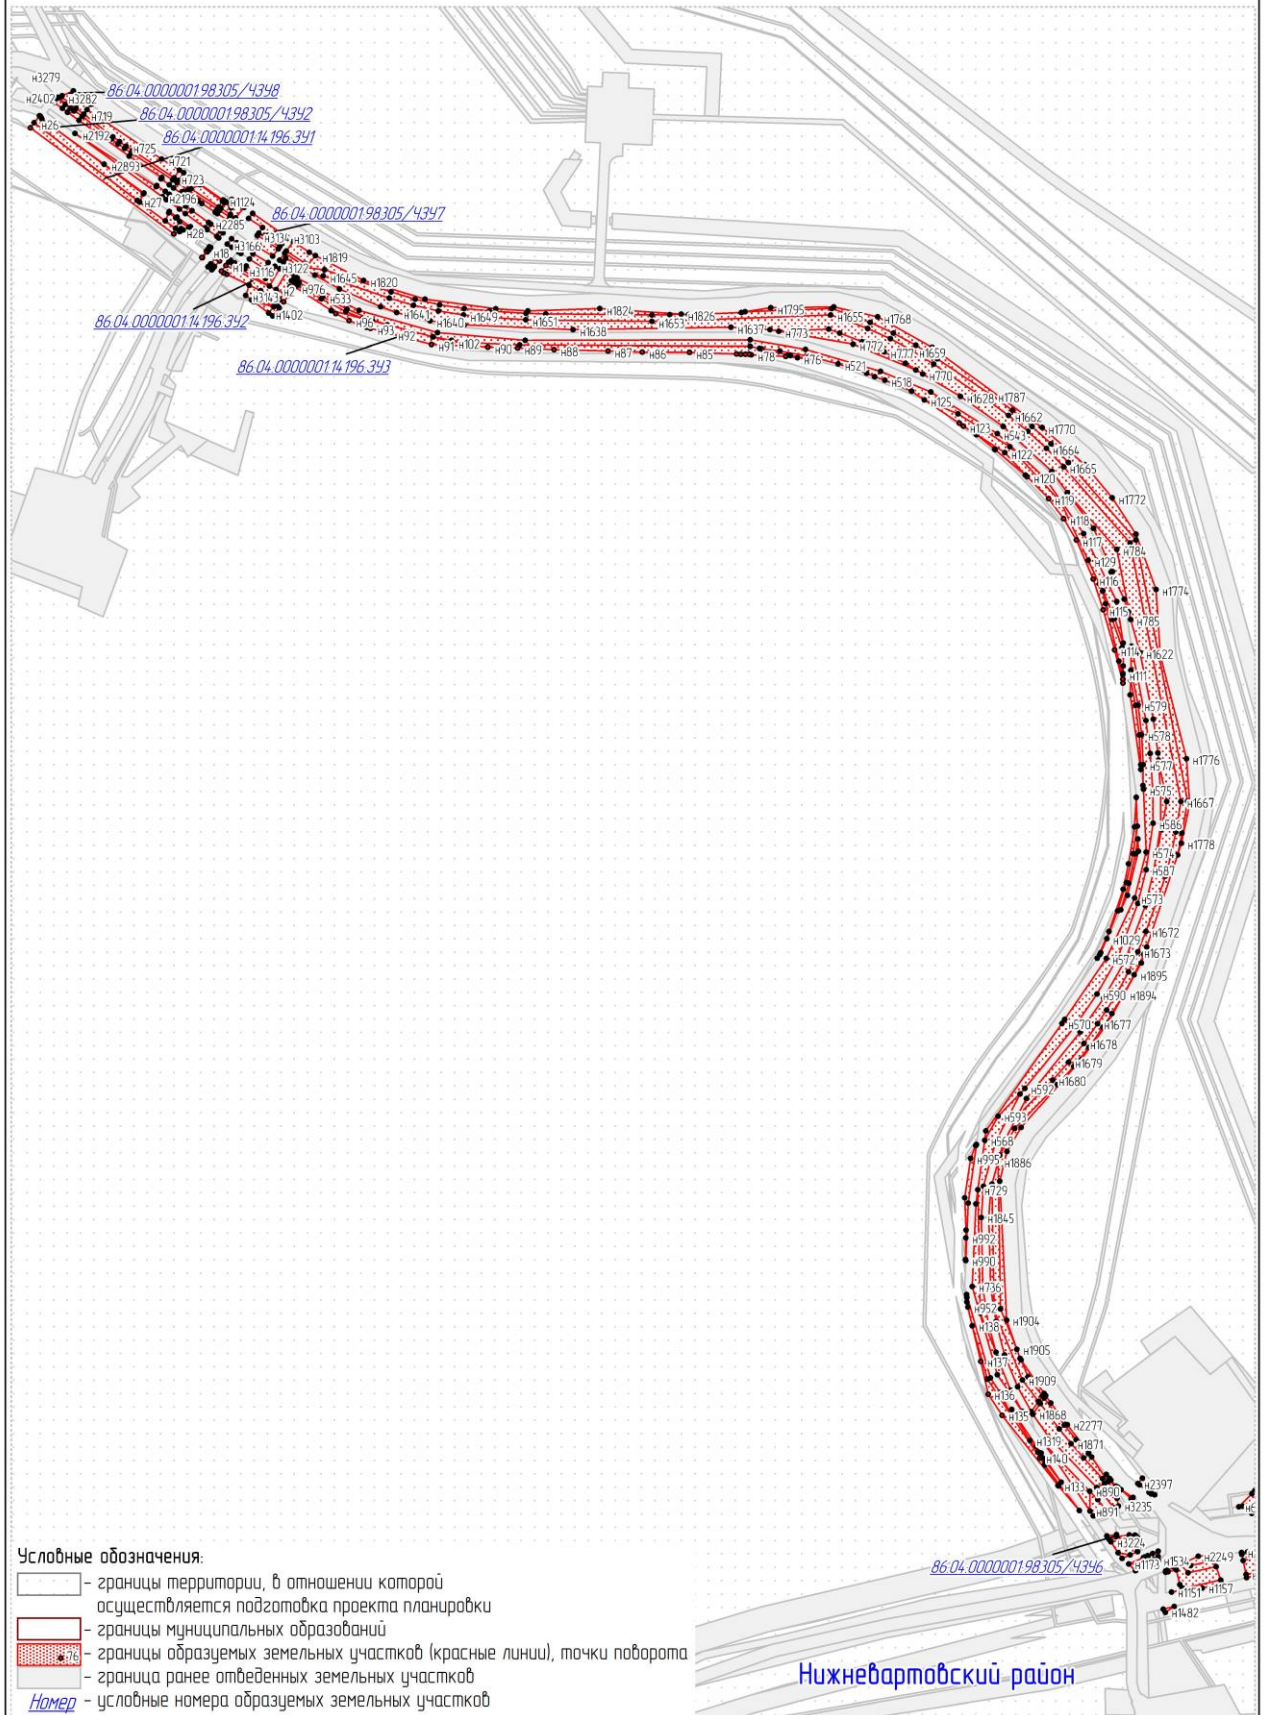 н3279
86:04:0000001:98305/ЧЗУ8
н2402
н3282
н719
86:04:0000001:98305/ЧЗУ2
н26
н2192
86:04:0000001:14196:ЗУ1
н725
н721
н2893
н723
н2196
н27
н1124
86:04:0000001:98305/ЧЗУ7
н2285
н28
н3134
н3103
н3166
н18
н1819
н1
н3116
н3122
н1645
н1820
н2
н976
н3143
н533
н1402
н1641
н1649
н1824
н1795
86:04:0000001:14196:ЗУ2
н96
н1640
н1651
н1653
н1826
н1655
н1768
н93
н1638
н1637
н773
н92
н91
н102
н90
н89
н88
н87
н86
н85
н78
н76
н772
н777
н1659
86:04:0000001:14196:ЗУ3
н521
н770
н518
н125
н1628
н1787
н1662
н123
н543
н1770
н122
н1664
н120
н1665
н119
н1772
н118
н117
н784
н129
н116
н1774
н115
н785
н114
н1622
н111
н579
н578
н577
н1776
н575
н1667
н586
н574
н1778
н587
н573
н1672
н1029
н572
н1673
н1895
н590
н1894
н570
н1677
н1678
н1679
н592
н1680
н593
н568
н995
н1886
н729
н1845
н992
н990
н736
н952
н138
н1904
н137
н1905
н136
н1909
н135
н1868
н2277
н1319
н1871
н140
н133
н890
н2397
н891
н3235
н3224
86:04:0000001:98305/ЧЗУ6
н1173
н1534
н2249
н1151
н1157
н1482
Условные обозначения:
- границы территории, в отношении которой
осуществляется подготовка проекта планировки
- границы муниципальных образований
76 - границы образуемых земельных участков (красные линии), точки поворота
- граница ранее отведенных земельных участков
Номер - условные номера образуемых земельных участков
Нижневартовский район